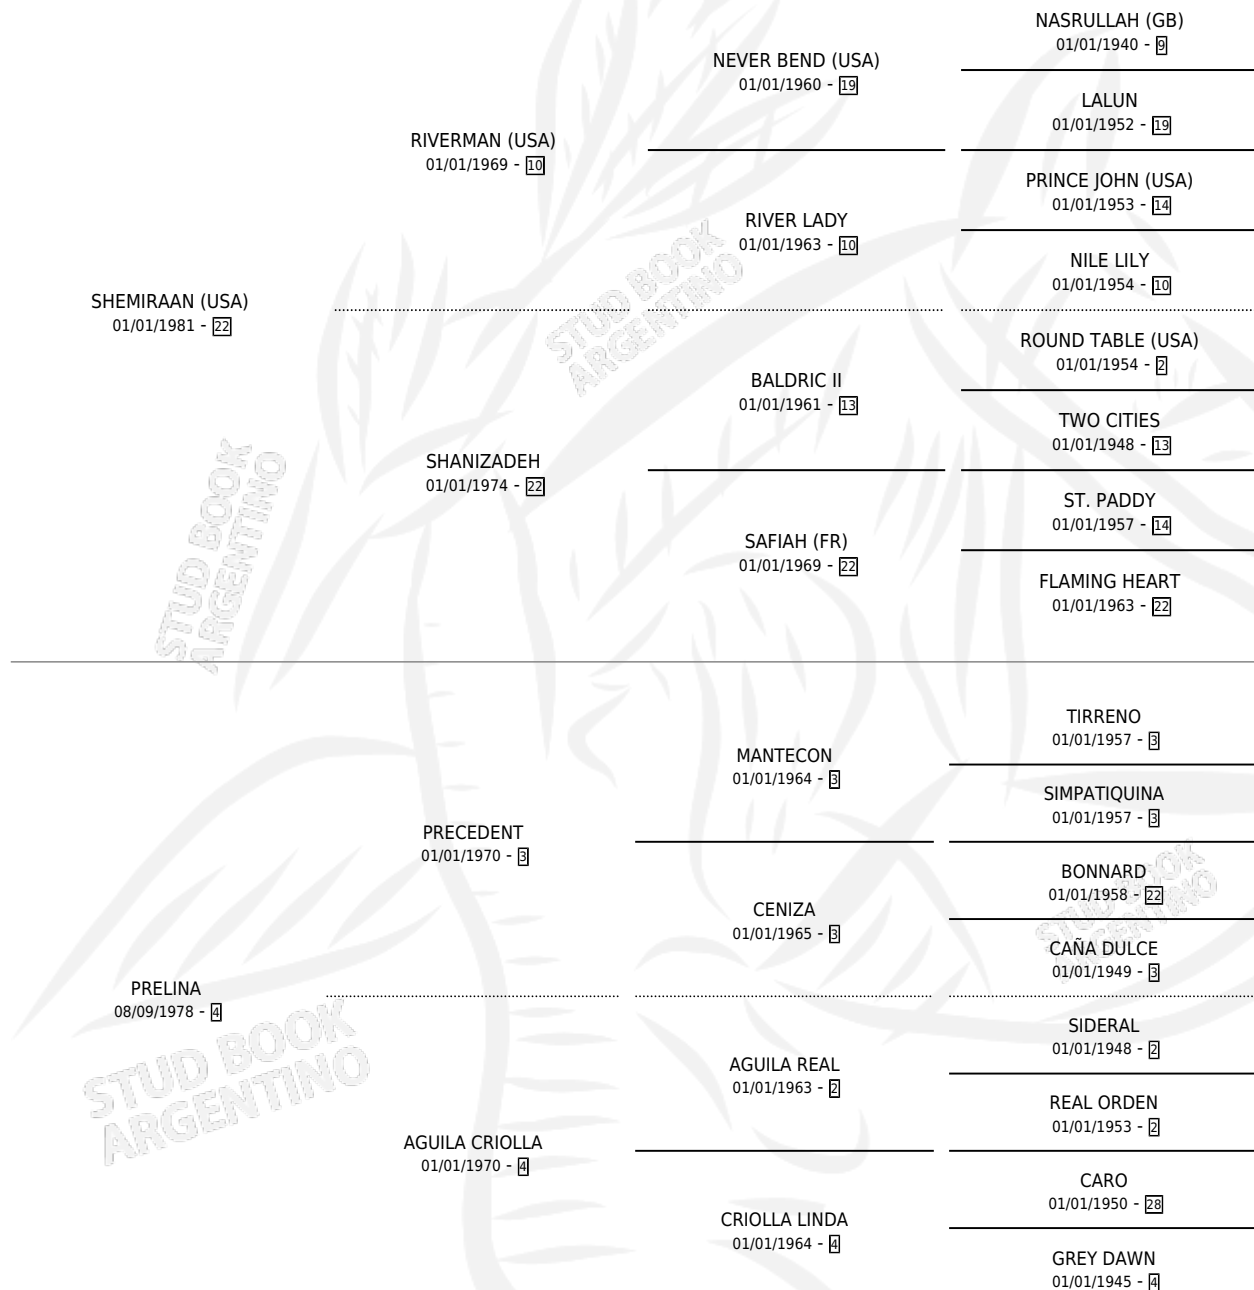 NASRULLAH (GB)
01/01/1940 - 9
NEVER BEND (USA)
01/01/1960 - 19
LALUN
01/01/1952 - 19
RIVERMAN (USA)
01/01/1969 - 10
PRINCE JOHN (USA)
01/01/1953 - 14
RIVER LADY
01/01/1963 - 10
NILE LILY
01/01/1954 - 10
SHEMIRAAN (USA)
01/01/1981 - 22
STUD BOOK
ARGENTINO
ROUND TABLE (USA)
01/01/1954 - 2
BALDRIC II
01/01/1961 - 13
TWO CITIES
01/01/1948 - 13
SHANIZADEH
01/01/1974 - 22
ST. PADDY
01/01/1957 - 14
SAFIAH (FR)
01/01/1969 - 22
FLAMING HEART
01/01/1963 - 22
STUD BOOK
ARGENTINO
TIRRENO
01/01/1957 - 3
MANTECON
01/01/1964 - 3
SIMPATIQUINA
01/01/1957 - 3
PRECEDENT
01/01/1970 - 3
BONNARD
01/01/1958 - 22
CENIZA
01/01/1965 - 3
CAÑA DULCE
01/01/1949 - 3
STUD BOOK
ARGENTINO
PRELINA
08/09/1978 - 4
SIDERAL
01/01/1948 - 2
AGUILA REAL
01/01/1963 - 2
REAL ORDEN
01/01/1953 - 2
STUD BOOK
ARGENTINO
AGUILA CRIOLLA
01/01/1970 - 4
CARO
01/01/1950 - 28
CRIOLLA LINDA
01/01/1964 - 4
GREY DAWN
01/01/1945 - 4